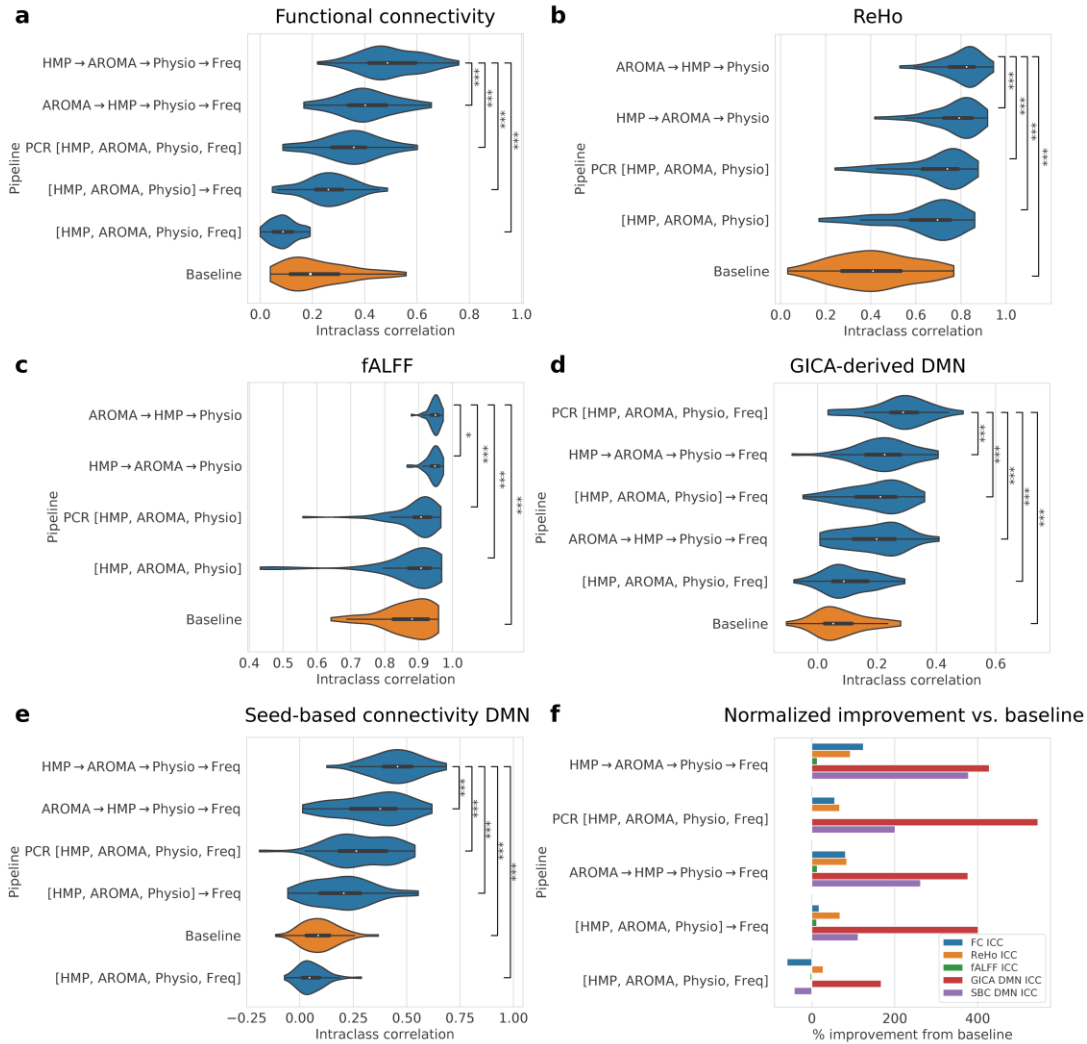 a
Functional connectivity
Pipeline
HMP→AROMA→Physio→Freq
AROMA→HMP→Physio→Freq
PCR [HMP, AROMA, Physio, Freq]
[HMP, AROMA, Physio]→Freq
[HMP, AROMA, Physio, Freq]
Baseline
***
***
***
***
0.0 0.2 0.4 0.6 0.8 1.0
Intraclass correlation
b
ReHo
Pipeline
AROMA→HMP→Physio
HMP→AROMA→Physio
PCR [HMP, AROMA, Physio]
[HMP, AROMA, Physio]
Baseline
***
***
***
***
0.0 0.2 0.4 0.6 0.8 1.0
Intraclass correlation
c
fALFF
Pipeline
AROMA→HMP→Physio
HMP→AROMA→Physio
PCR [HMP, AROMA, Physio]
[HMP, AROMA, Physio]
Baseline
*
***
***
***
0.4 0.5 0.6 0.7 0.8 0.9 1.0
Intraclass correlation
d
GICA-derived DMN
Pipeline
PCR [HMP, AROMA, Physio, Freq]
HMP→AROMA→Physio→Freq
[HMP, AROMA, Physio]→Freq
AROMA→HMP→Physio→Freq
[HMP, AROMA, Physio, Freq]
Baseline
***
***
***
***
***
0.0 0.2 0.4 0.6
Intraclass correlation
e
Seed-based connectivity DMN
Pipeline
HMP→AROMA→Physio→Freq
AROMA→HMP→Physio→Freq
PCR [HMP, AROMA, Physio, Freq]
[HMP, AROMA, Physio]→Freq
Baseline
[HMP, AROMA, Physio, Freq]
***
***
***
***
***
−0.25 0.00 0.25 0.50 0.75 1.00
Intraclass correlation
f
Normalized improvement vs. baseline
Pipeline
HMP→AROMA→Physio→Freq
PCR [HMP, AROMA, Physio, Freq]
AROMA→HMP→Physio→Freq
[HMP, AROMA, Physio]→Freq
[HMP, AROMA, Physio, Freq]
FC ICC
ReHo ICC
fALFF ICC
GICA DMN ICC
SBC DMN ICC
0 200 400
% improvement from baseline